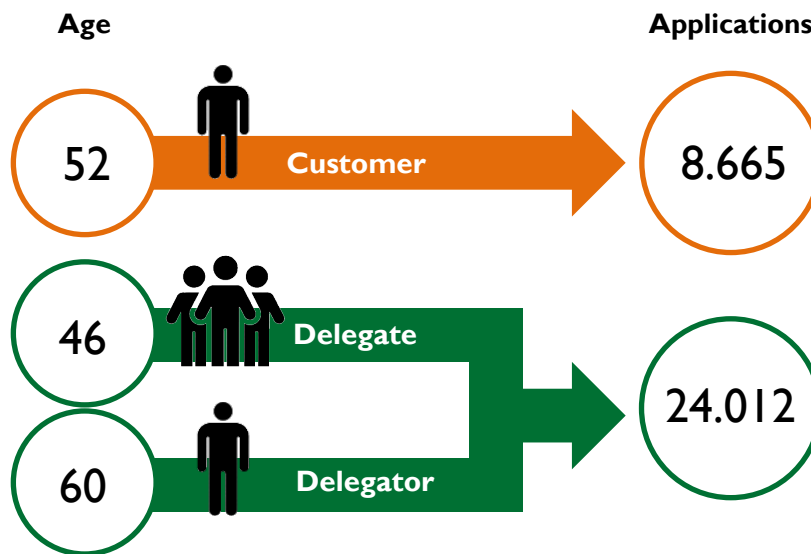 Age
Applications
52
Customer
8.665
46
Delegate
24.012
60
Delegator